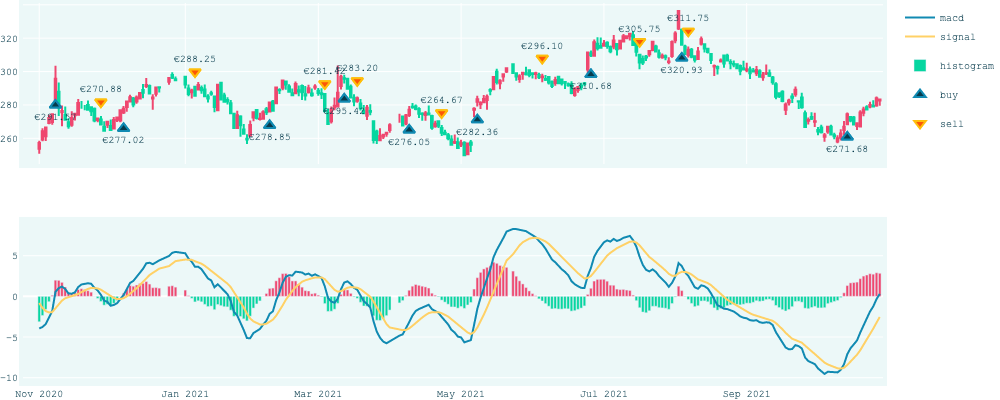 €311.75
€305.75
€296.10
320
€288.25
€320.93
€283.20
300
€270.88
€310.68
€264.67
280
€278.85
€276.05
€282.36
260
€277.02
€271.68
macd
signal
histogram
buy
sell
5
0
−5
−10
Nov 2020
Jan 2021
Mar 2021
May 2021
Jul 2021
Sep 2021